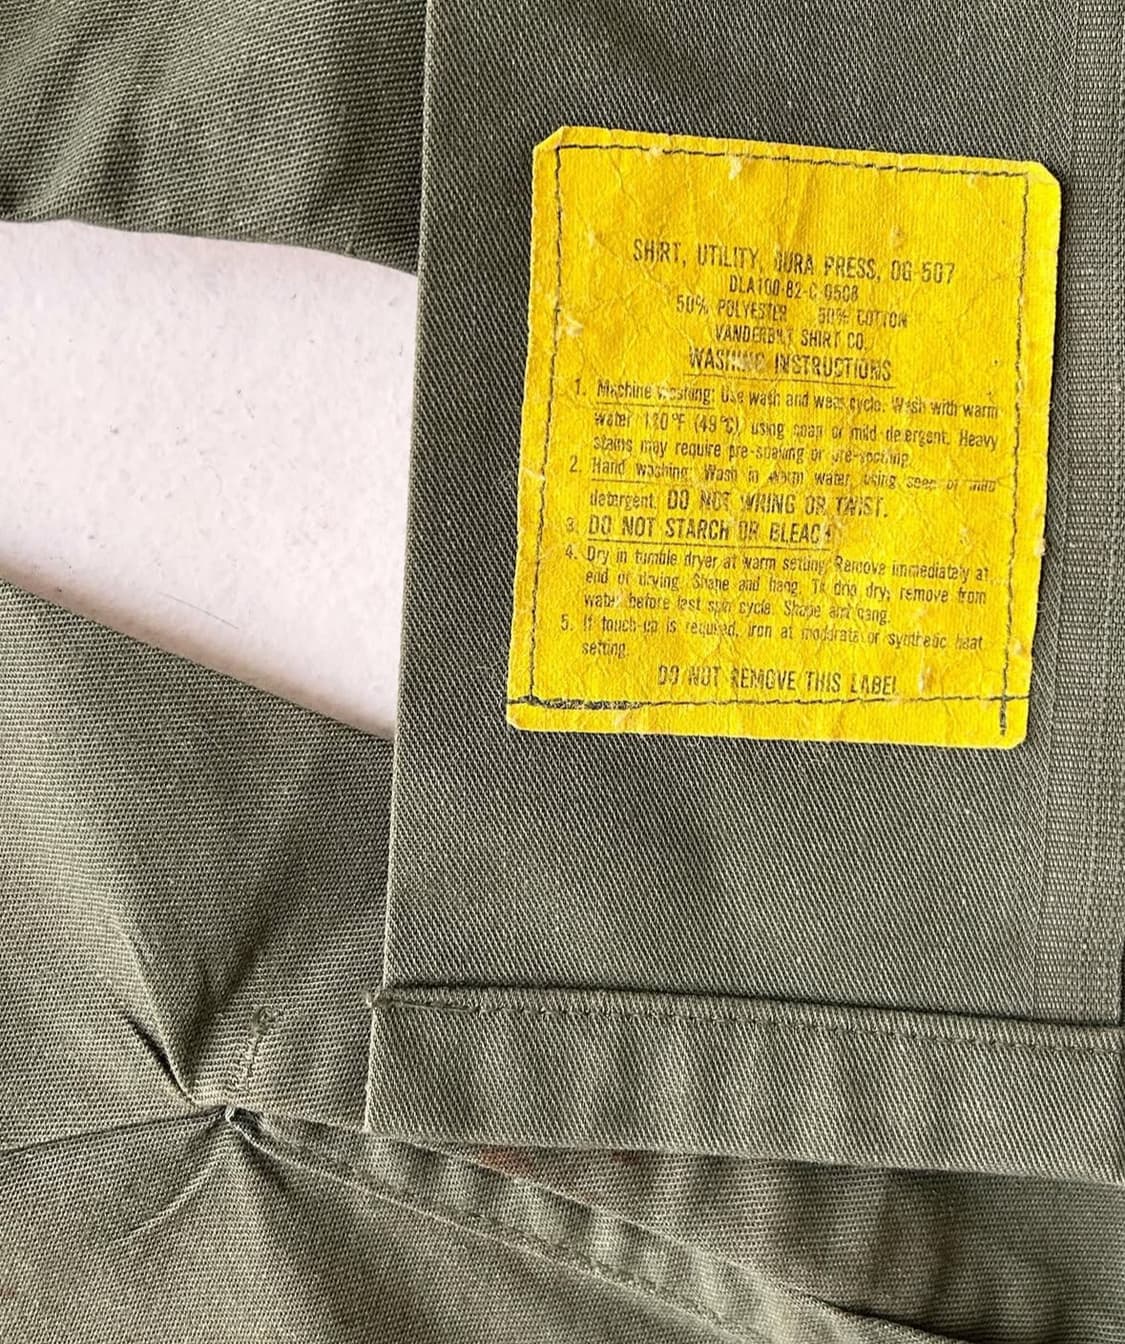 SHIRT, UTILITY, DURA PRESS, OG-507
DLA100-82-C-0508
50% POLYESTER 50% COTTON
VANDERBILT SHIRT CO.
WASHING INSTRUCTIONS
1. Machine washing: Use wash and wear cycle. Wash with warm
water 120°F (49°C) using soap or mild detergent. Heavy
stains may require pre-soaking or pre-spotting.
2. Hand washing: Wash in warm water, using soap or mild
detergent. DO NOT WRING OR TWIST.
3. DO NOT STARCH OR BLEACH
4. Dry in tumble dryer at warm setting. Remove immediately at
end of drying. Shape and hang. To drip dry, remove from
water before last spin cycle. Shape and hang.
5. If touch-up is required, iron at moderate or synthetic heat
setting.
DO NOT REMOVE THIS LABEL